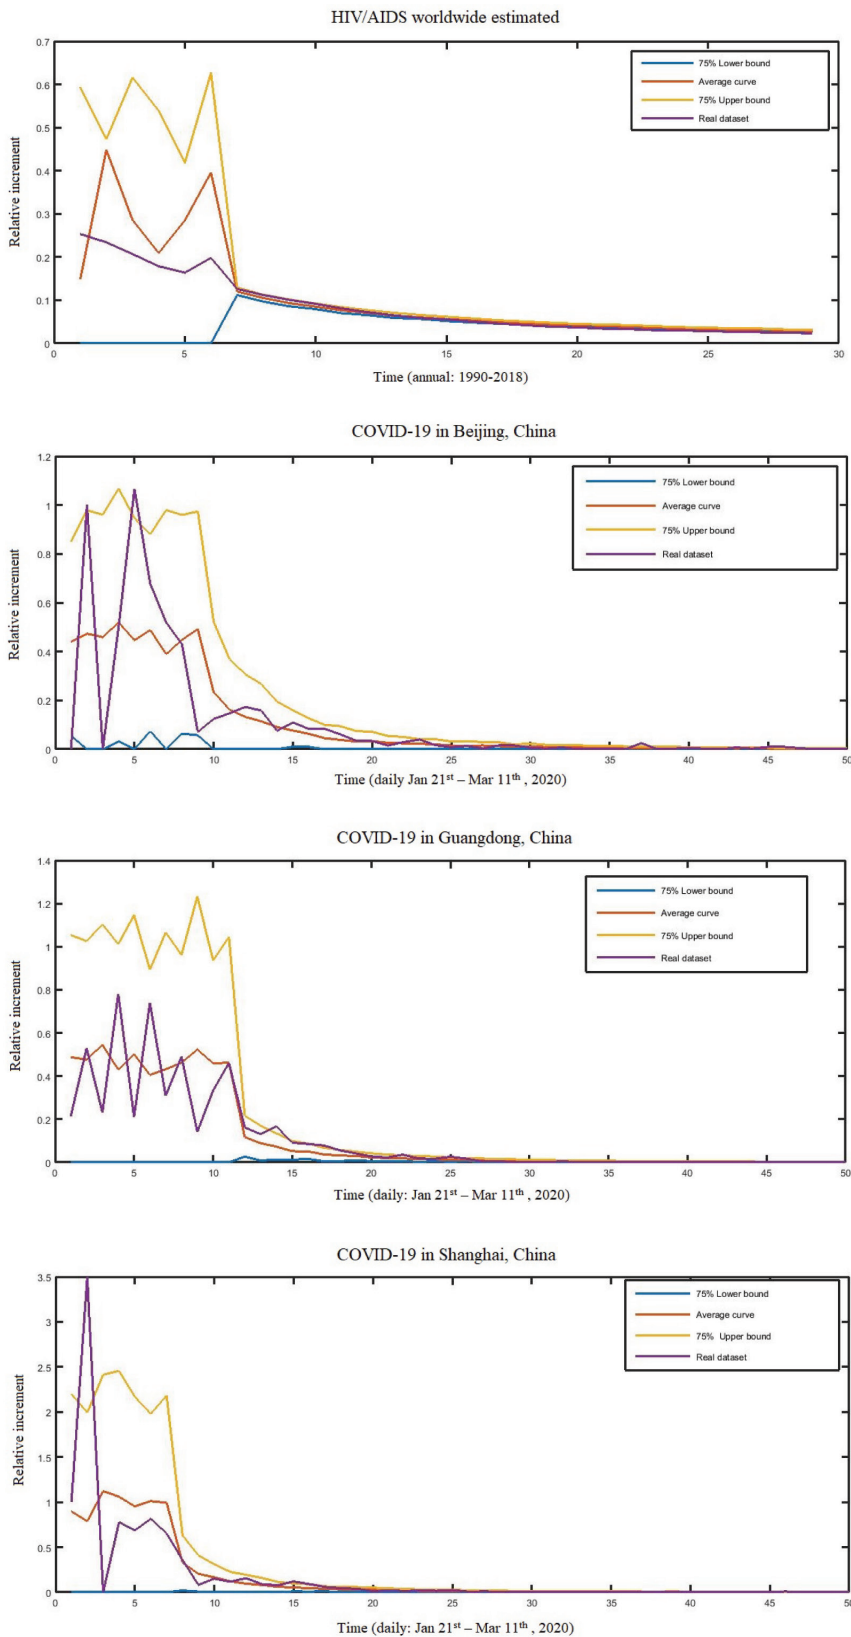 HIV/AIDS worldwide estimated
0.7
0.6
0.5
0.4
0.3
0.2
0.1
0
Relative increment
75% Lower bound
Average curve
75% Upper bound
Real dataset
0 5 10 15 20 25 30
Time (annual: 1990-2018)
COVID-19 in Beijing, China
1.2
1
0.8
0.6
0.4
0.2
0
Relative increment
75% Lower bound
Average curve
75% Upper bound
Real dataset
0 5 10 15 20 25 30 35 40 45 50
Time (daily Jan 21st – Mar 11th , 2020)
COVID-19 in Guangdong, China
1.4
1.2
1
0.8
0.6
0.4
0.2
0
Relative increment
75% Lower bound
Average curve
75% Upper bound
Real dataset
0 5 10 15 20 25 30 35 40 45 50
Time (daily: Jan 21st – Mar 11th , 2020)
COVID-19 in Shanghai, China
3.5
3
2.5
2
1.5
1
0.5
0
Relative increment
75% Lower bound
Average curve
75% Upper bound
Real dataset
0 5 10 15 20 25 30 35 40 45 50
Time (daily: Jan 21st – Mar 11th , 2020)